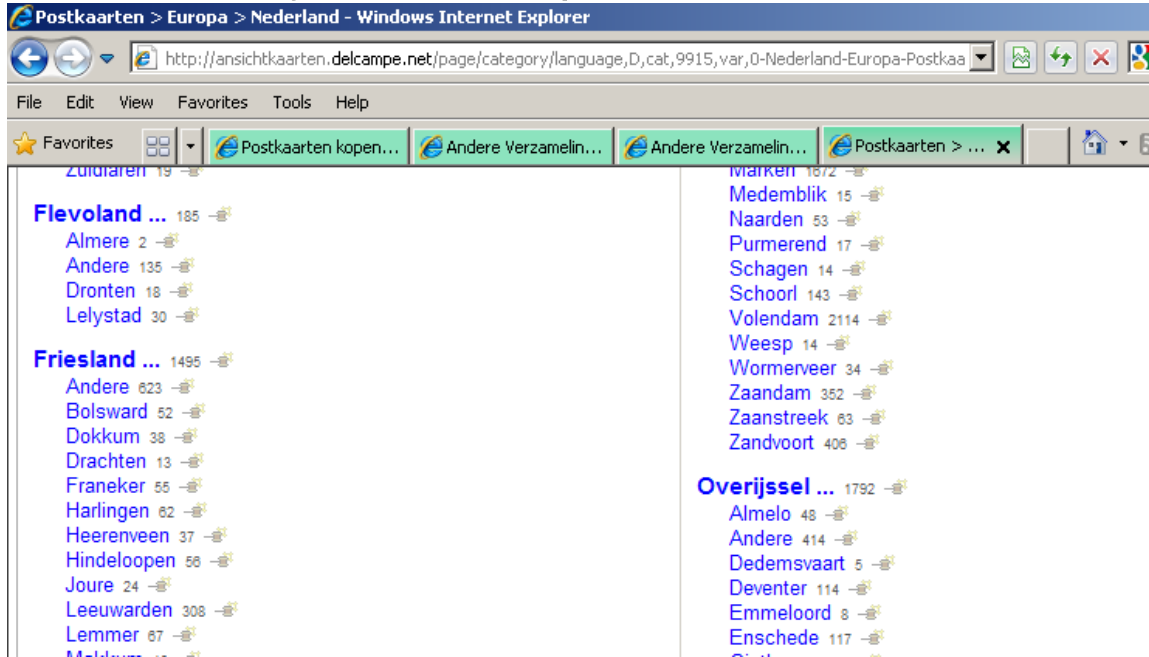 Postkaarten > Europa > Nederland - Windows Internet Explorer
http://ansichtkaarten.delcampe.net/page/category/language,D,cat,9915,var,0-Nederland-Europa-Postkaa
File Edit View Favorites Tools Help
Favorites Postkaarten kopen... Andere Verzamelin... Andere Verzamelin... Postkaarten > ...
Zuidlaren 19
Flevoland ... 185
Almere 2
Andere 135
Dronten 18
Lelystad 30
Friesland ... 1495
Andere 623
Bolsward 52
Dokkum 38
Drachten 13
Franeker 55
Harlingen 62
Heerenveen 37
Hindeloopen 56
Joure 24
Leeuwarden 308
Lemmer 67
Marken 1672
Medemblik 15
Naarden 53
Purmerend 17
Schagen 14
Schoorl 143
Volendam 2114
Weesp 14
Wormerveer 34
Zaandam 352
Zaanstreek 63
Zandvoort 406
Overijssel ... 1792
Almelo 48
Andere 414
Dedemsvaart 5
Deventer 114
Emmeloord 8
Enschede 117